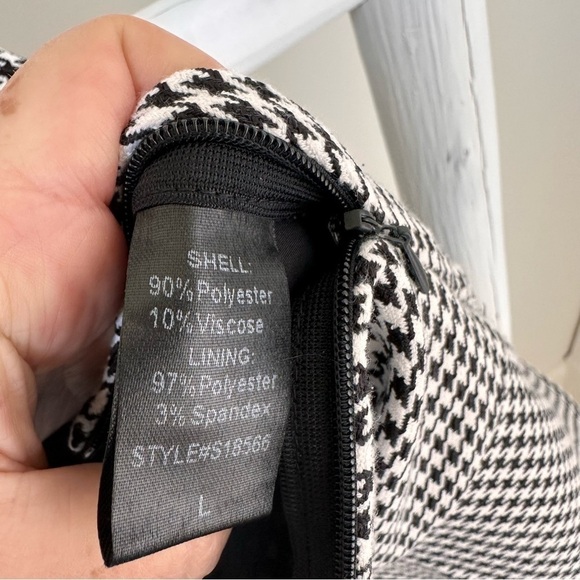 SHELL:
90% Polyester
10% Viscose
LINING:
97% Polyester
3% Spandex
STYLE#S18566
L